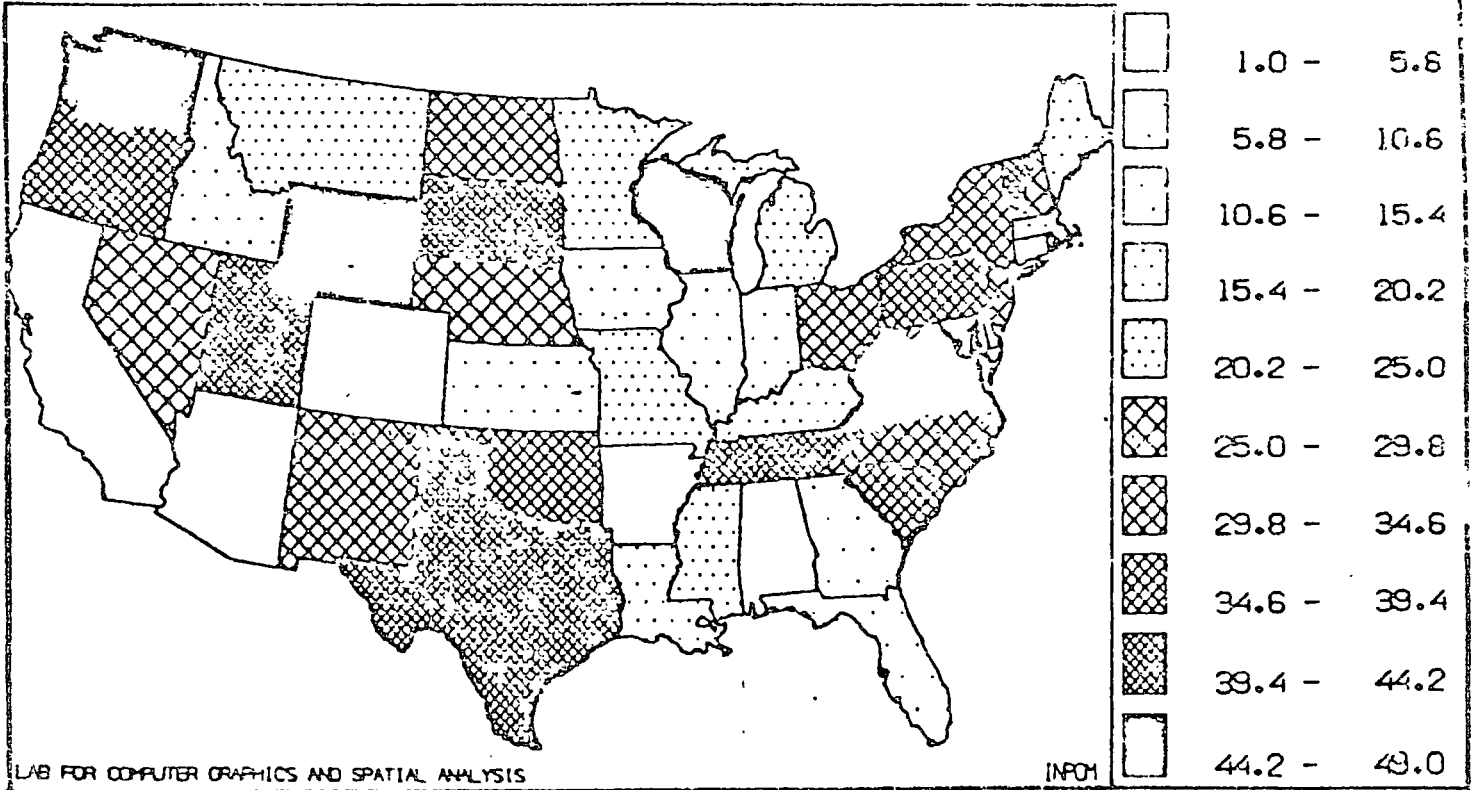 1.0 - 5.8
5.8 - 10.6
10.6 - 15.4
15.4 - 20.2
20.2 - 25.0
25.0 - 29.8
29.8 - 34.6
34.6 - 39.4
39.4 - 44.2
44.2 - 49.0
LAB FOR COMPUTER GRAPHICS AND SPATIAL ANALYSIS
INPOM